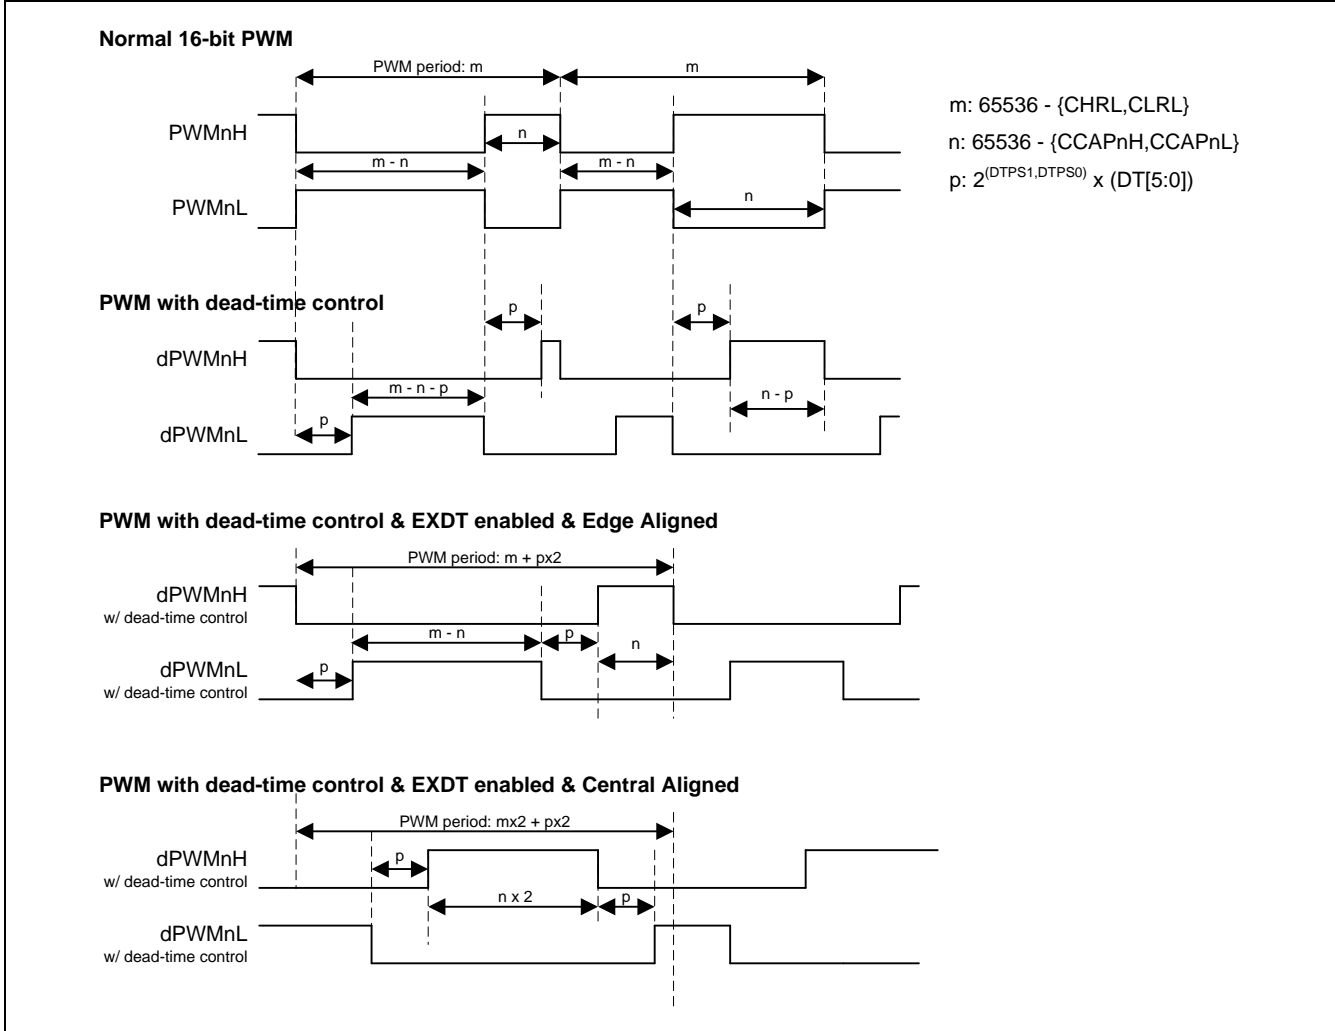 Normal 16-bit PWM
PWM period: m
m
m: 65536 - {CHRL,CLRL}
PWMnH
n
n: 65536 - {CCAPnH,CCAPnL}
m - n
m - n
p: 2^(DTPS1,DTPS0) x (DT[5:0])
PWMnL
n
PWM with dead-time control
p
p
dPWMnH
m - n - p
n - p
p
dPWMnL
PWM with dead-time control & EXDT enabled & Edge Aligned
PWM period: m + px2
dPWMnH
w/ dead-time control
m - n
p
n
dPWMnL
p
w/ dead-time control
PWM with dead-time control & EXDT enabled & Central Aligned
PWM period: mx2 + px2
dPWMnH
p
w/ dead-time control
n x 2
p
dPWMnL
w/ dead-time control